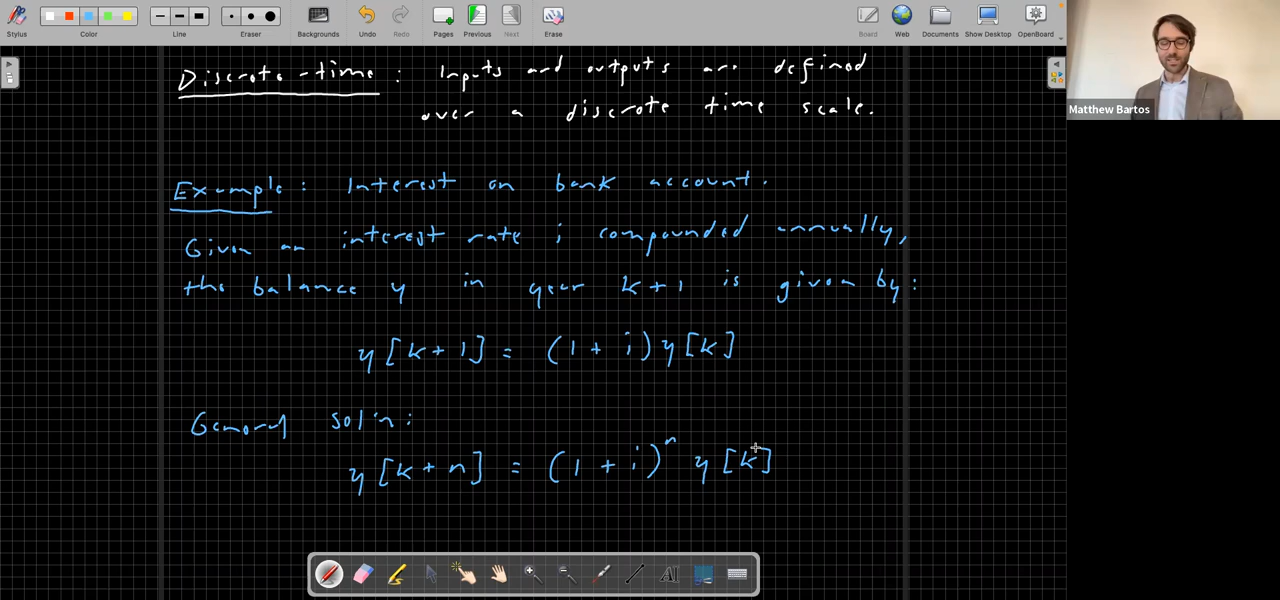 Stylus Color Line Eraser Backgrounds Undo Redo Pages Previous Next Erase Board Web Documents Show Desktop OpenBoard
Matthew Bartos
Discrete-time: Inputs and outputs are defined
over a discrete time scale.
Example: Interest on bank account.
Given an interest rate i compounded annually,
the balance y in year k+1 is given by:
y[k+1] = (1+i)y[k]
General sol'n:
y[k+n] = (1+i)^n y[k]